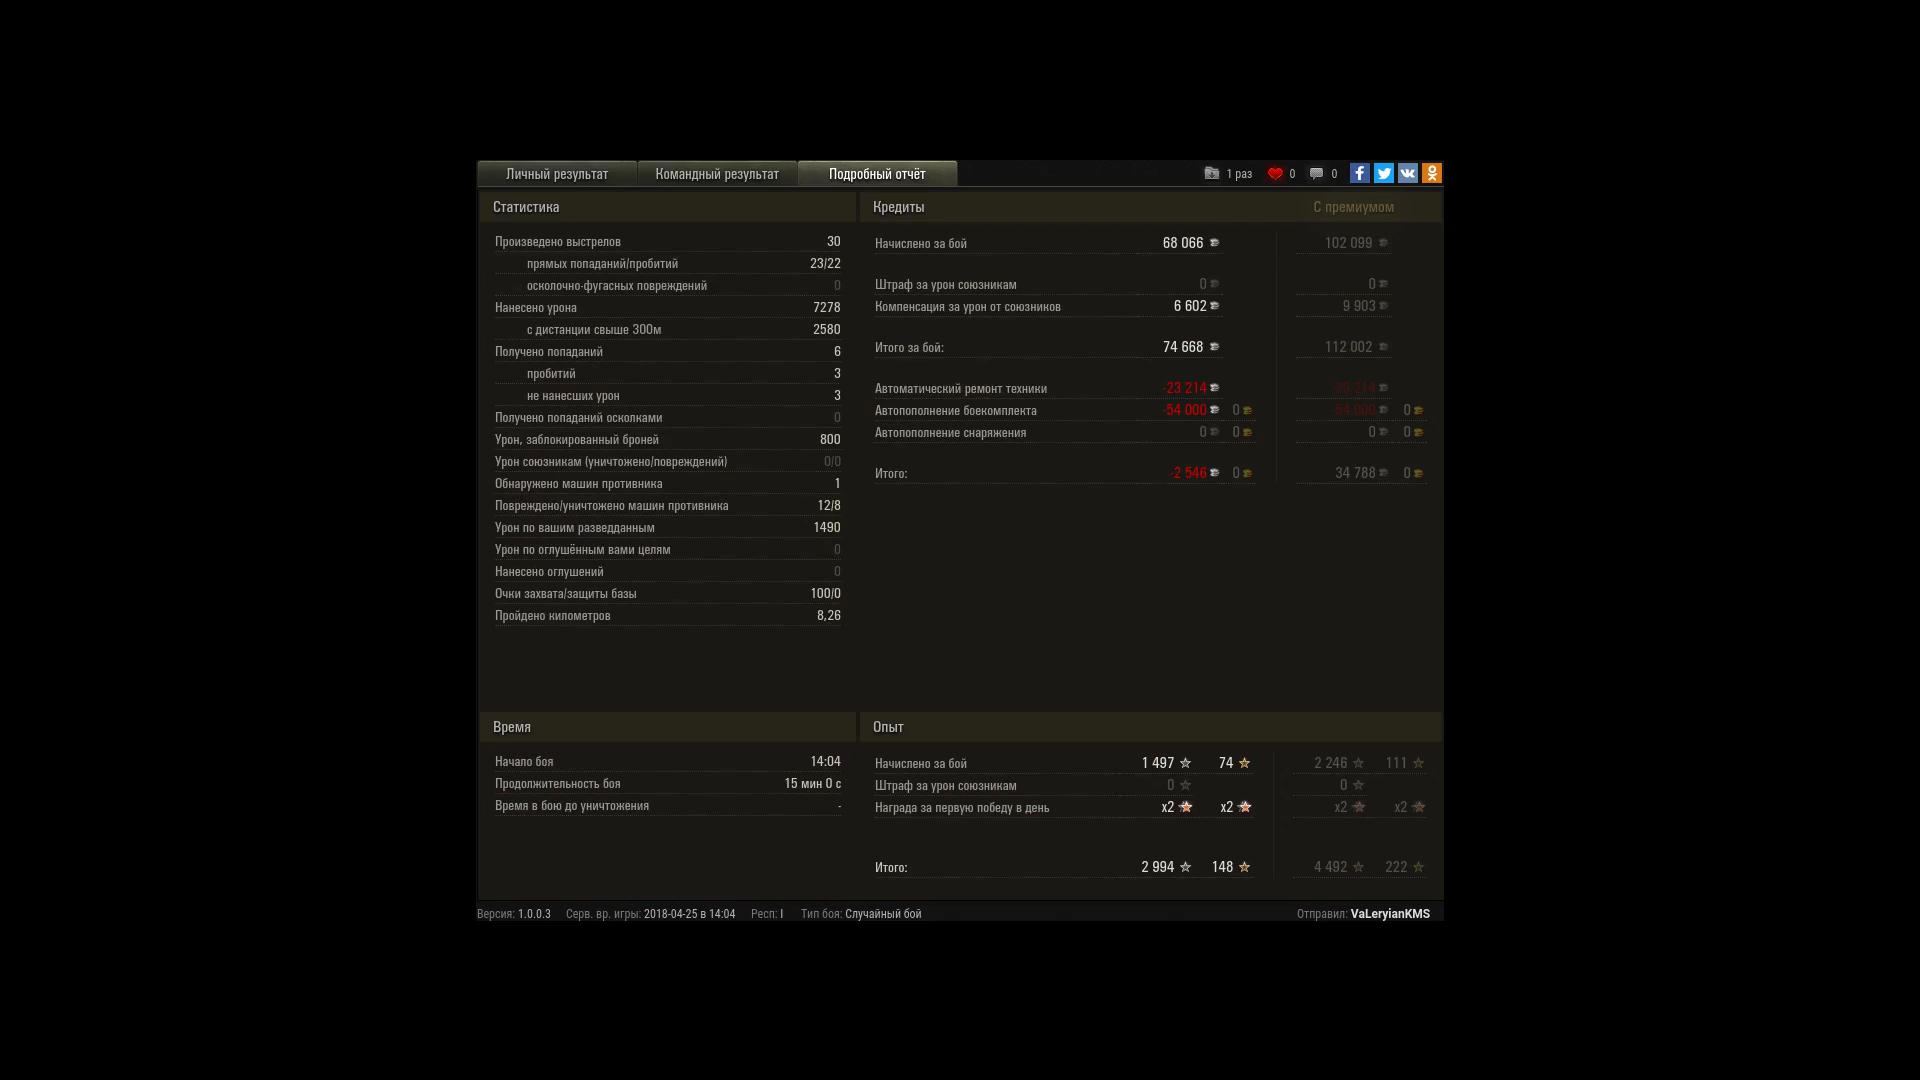 Личный результат Командный результат Подробный отчёт 1 раз 0 0
Статистика
Произведено выстрелов 30
прямых попаданий/пробитий 23/22
осколочно-фугасных повреждений 0
Нанесено урона 7278
с дистанции свыше 300м 2580
Получено попаданий 6
пробитий 3
не нанесших урон 3
Получено попаданий осколками 0
Урон, заблокированный броней 800
Урон союзникам (уничтожено/повреждений) 0/0
Обнаружено машин противника 1
Повреждено/уничтожено машин противника 12/8
Урон по вашим разведданным 1490
Урон по оглушённым вами целям 0
Нанесено оглушений 0
Очки захвата/защиты базы 100/0
Пройдено километров 8,26
Кредиты С премиумом
Начислено за бой 68 066 102 099
Штраф за урон союзникам 0 0
Компенсация за урон от союзников 6 602 9 903
Итого за бой: 74 668 112 002
Автоматический ремонт техники -23 214 -23 214
Автопополнение боекомплекта -54 000 0 -54 000 0
Автопополнение снаряжения 0 0 0 0
Итого: -2 546 0 34 788 0
Время
Начало боя 14:04
Продолжительность боя 15 мин 0 с
Время в бою до уничтожения -
Опыт
Начислено за бой 1 497 74 2 246 111
Штраф за урон союзникам 0 0
Награда за первую победу в день x2 x2 x2 x2
Итого: 2 994 148 4 492 222
Версия: 1.0.0.3 Серв. вр. игры: 2018-04-25 в 14:04 Респ: I Тип боя: Случайный бой Отправил: VaLeryianKMS